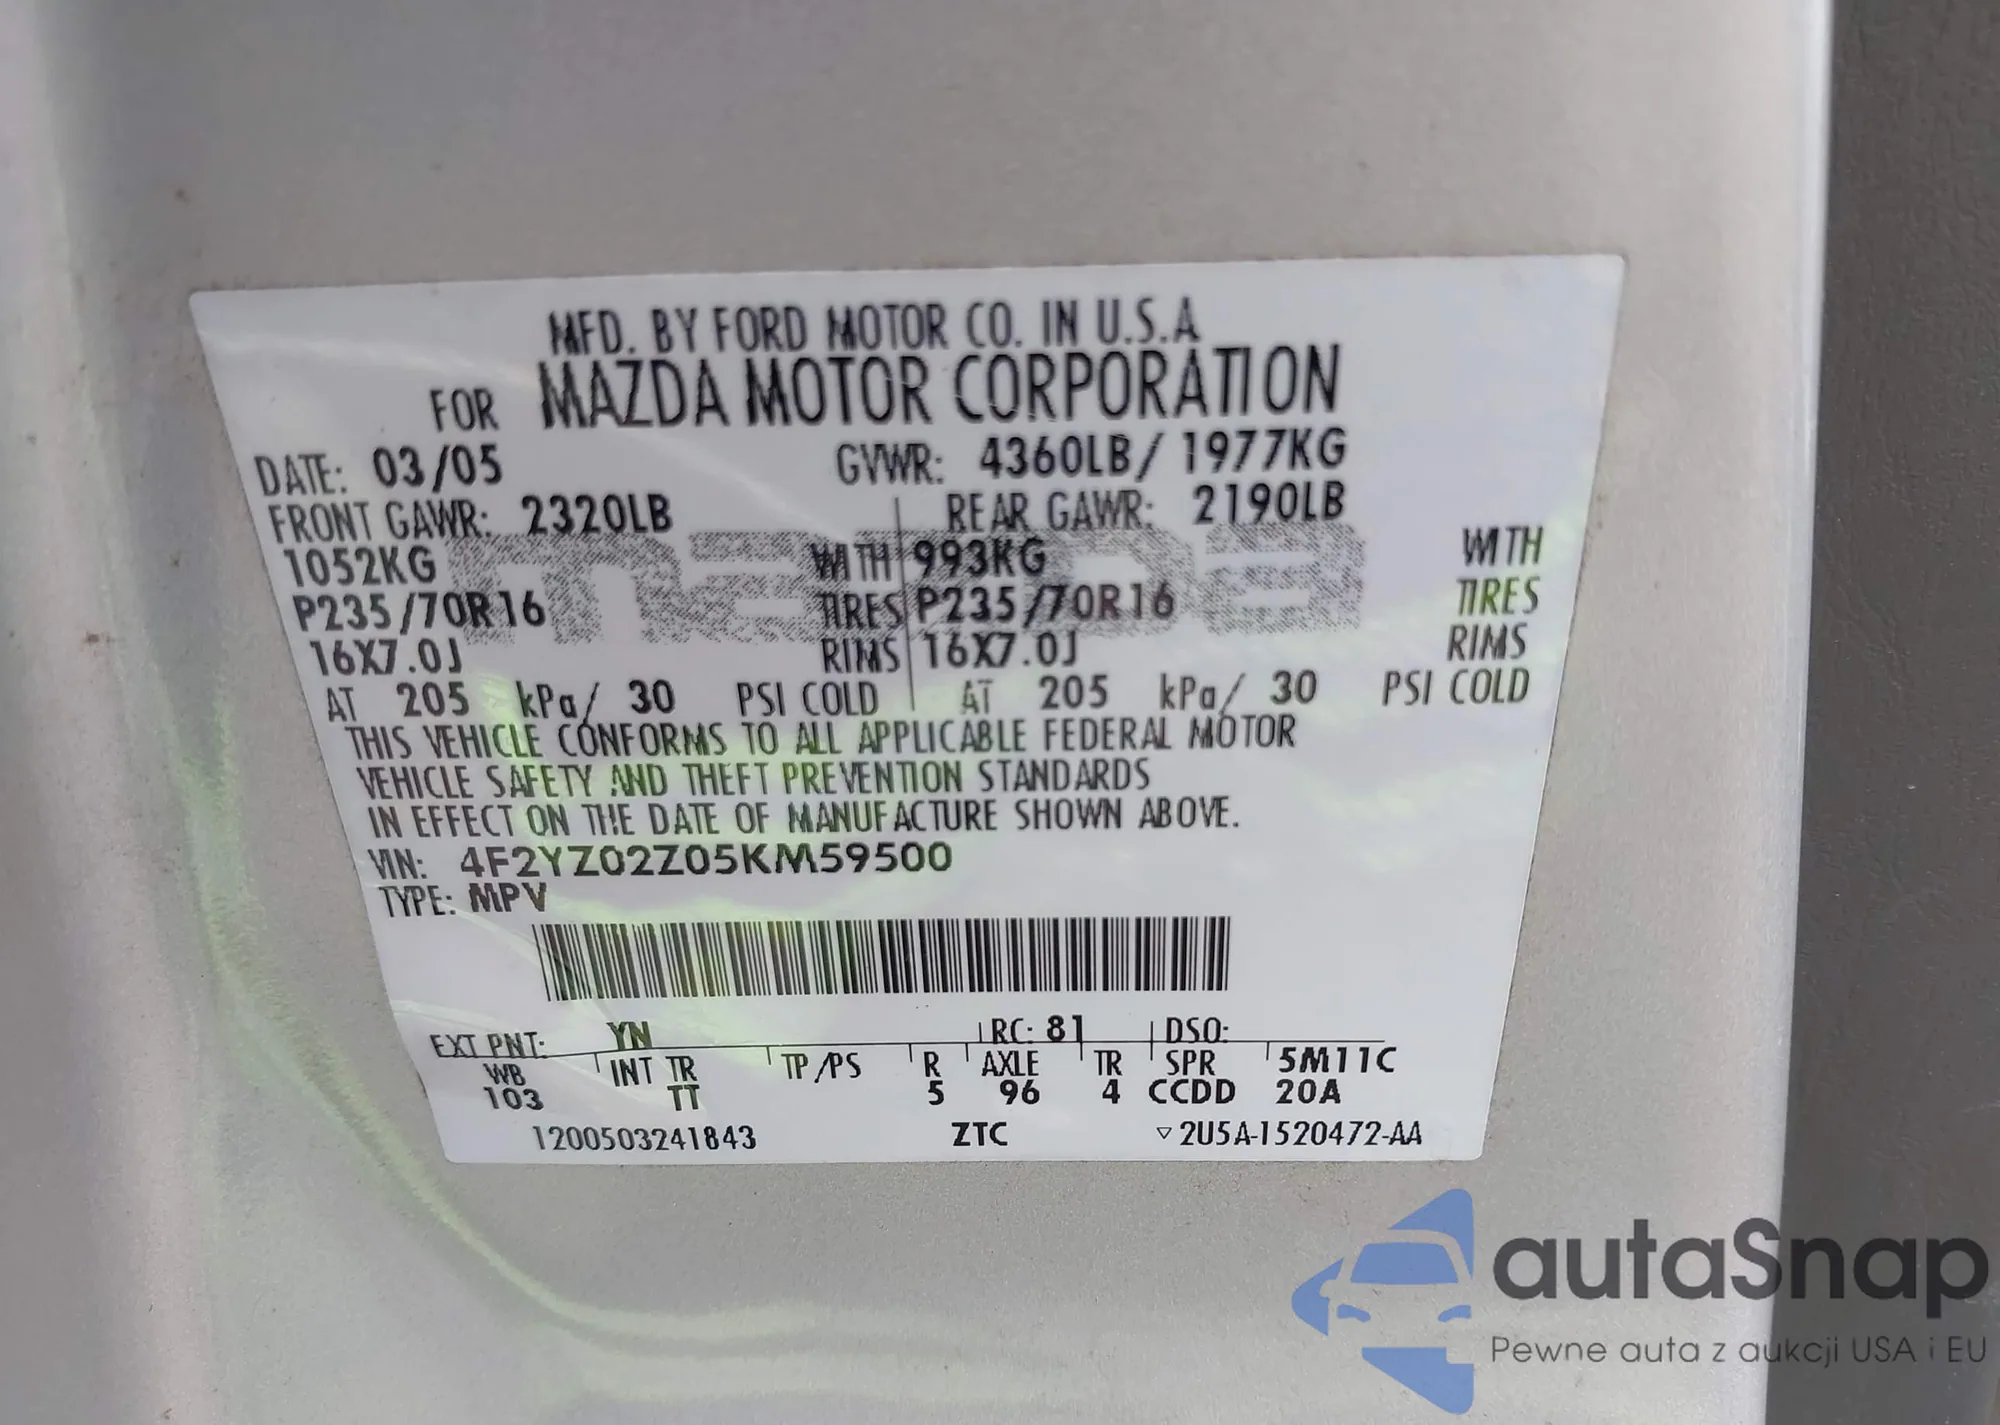 MFD. BY FORD MOTOR CO. IN U.S.A
FOR MAZDA MOTOR CORPORATION
DATE: 03/05 GVWR: 4360LB/ 1977KG
FRONT GAWR: 2320LB REAR GAWR: 2190LB
1052KG WITH 993KG WITH
P235/70R16 TIRES P235/70R16 TIRES
16X7.0J RIMS 16X7.0J RIMS
AT 205 kPa/ 30 PSI COLD AT 205 kPa/ 30 PSI COLD
mazda
THIS VEHICLE CONFORMS TO ALL APPLICABLE FEDERAL MOTOR
VEHICLE SAFETY AND THEFT PREVENTION STANDARDS
IN EFFECT ON THE DATE OF MANUFACTURE SHOWN ABOVE.
VIN: 4F2YZ02Z05KM59500
TYPE: MPV
EXT PNT: YN RC: 81 DSO:
WB INT TR TP/PS R AXLE TR SPR 5M11C
103 TT 5 96 4 CCDD 20A
1200503241843 ZTC ▽ 2U5A-1520472-AA
autaSnap
Pewne auta z aukcji USA i EU